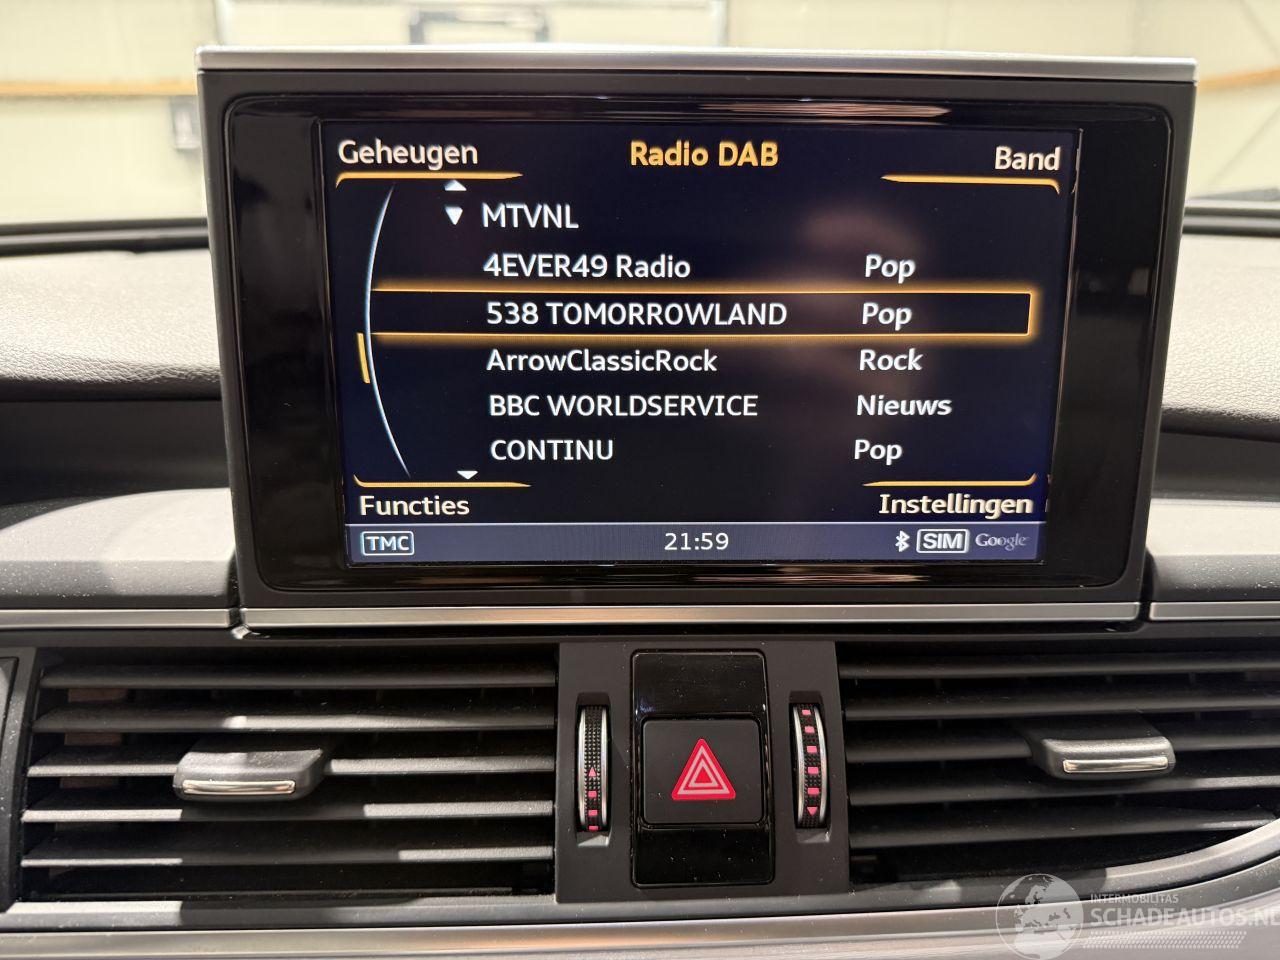 Geheugen
Radio DAB
Band
MTVNL
4EVER49 Radio Pop
538 TOMORROWLAND Pop
ArrowClassicRock Rock
BBC WORLDSERVICE Nieuws
CONTINU Pop
Functies
Instellingen
TMC 21:59 SIM Google
INTERMOBILITAS
SCHADEAUTOS.NL